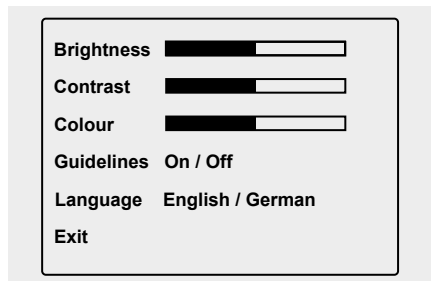 Brightness
Contrast
Colour
Guidelines On / Off
Language English / German
Exit